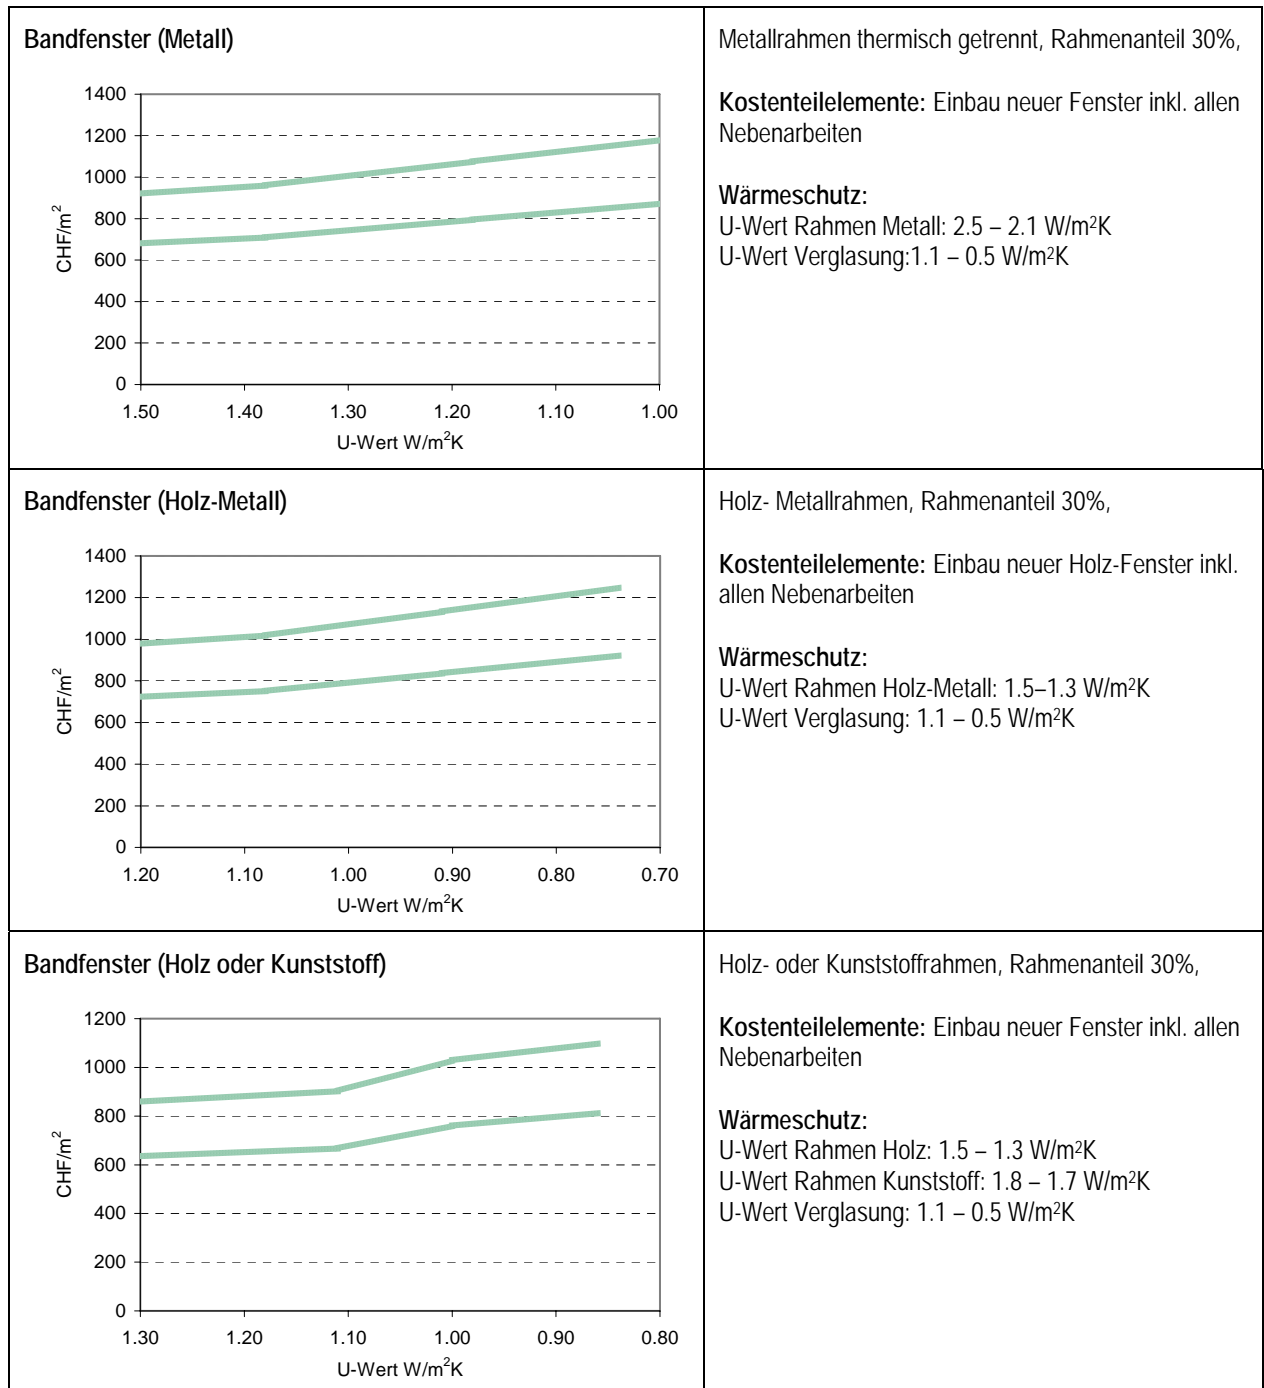 Bandfenster (Metall)
1400
1200
1000
800
600
400
200
0
CHF/m²
1.50 1.40 1.30 1.20 1.10 1.00
U-Wert W/m²K
Metallrahmen thermisch getrennt, Rahmenanteil 30%,
Kostenteilelemente: Einbau neuer Fenster inkl. allen
Nebenarbeiten
Wärmeschutz:
U-Wert Rahmen Metall: 2.5 – 2.1 W/m²K
U-Wert Verglasung:1.1 – 0.5 W/m²K
Bandfenster (Holz-Metall)
1400
1200
1000
800
600
400
200
0
CHF/m²
1.20 1.10 1.00 0.90 0.80 0.70
U-Wert W/m²K
Holz- Metallrahmen, Rahmenanteil 30%,
Kostenteilelemente: Einbau neuer Holz-Fenster inkl.
allen Nebenarbeiten
Wärmeschutz:
U-Wert Rahmen Holz-Metall: 1.5–1.3 W/m²K
U-Wert Verglasung: 1.1 – 0.5 W/m²K
Bandfenster (Holz oder Kunststoff)
1200
1000
800
600
400
200
0
CHF/m²
1.30 1.20 1.10 1.00 0.90 0.80
U-Wert W/m²K
Holz- oder Kunststoffrahmen, Rahmenanteil 30%,
Kostenteilelemente: Einbau neuer Fenster inkl. allen
Nebenarbeiten
Wärmeschutz:
U-Wert Rahmen Holz: 1.5 – 1.3 W/m²K
U-Wert Rahmen Kunststoff: 1.8 – 1.7 W/m²K
U-Wert Verglasung: 1.1 – 0.5 W/m²K